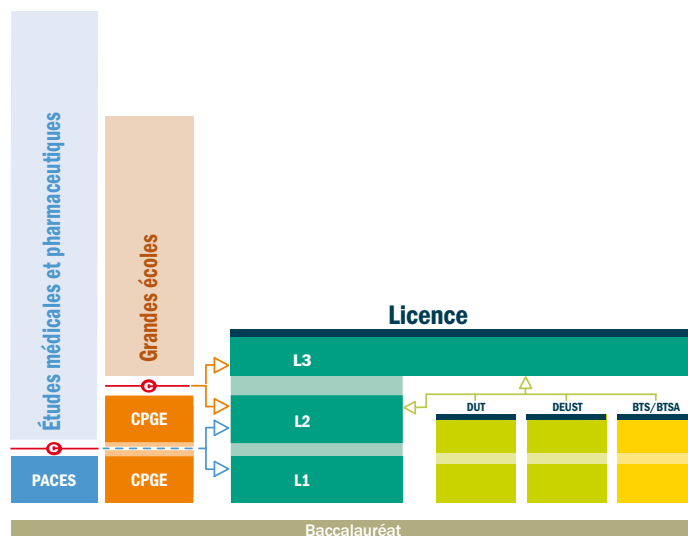 Études médicales et pharmaceutiques
Grandes écoles
Licence
L3
C
CPGE
L2
DUT
DEUST
BTS/BTSA
C
PACES
CPGE
L1
Baccalauréat